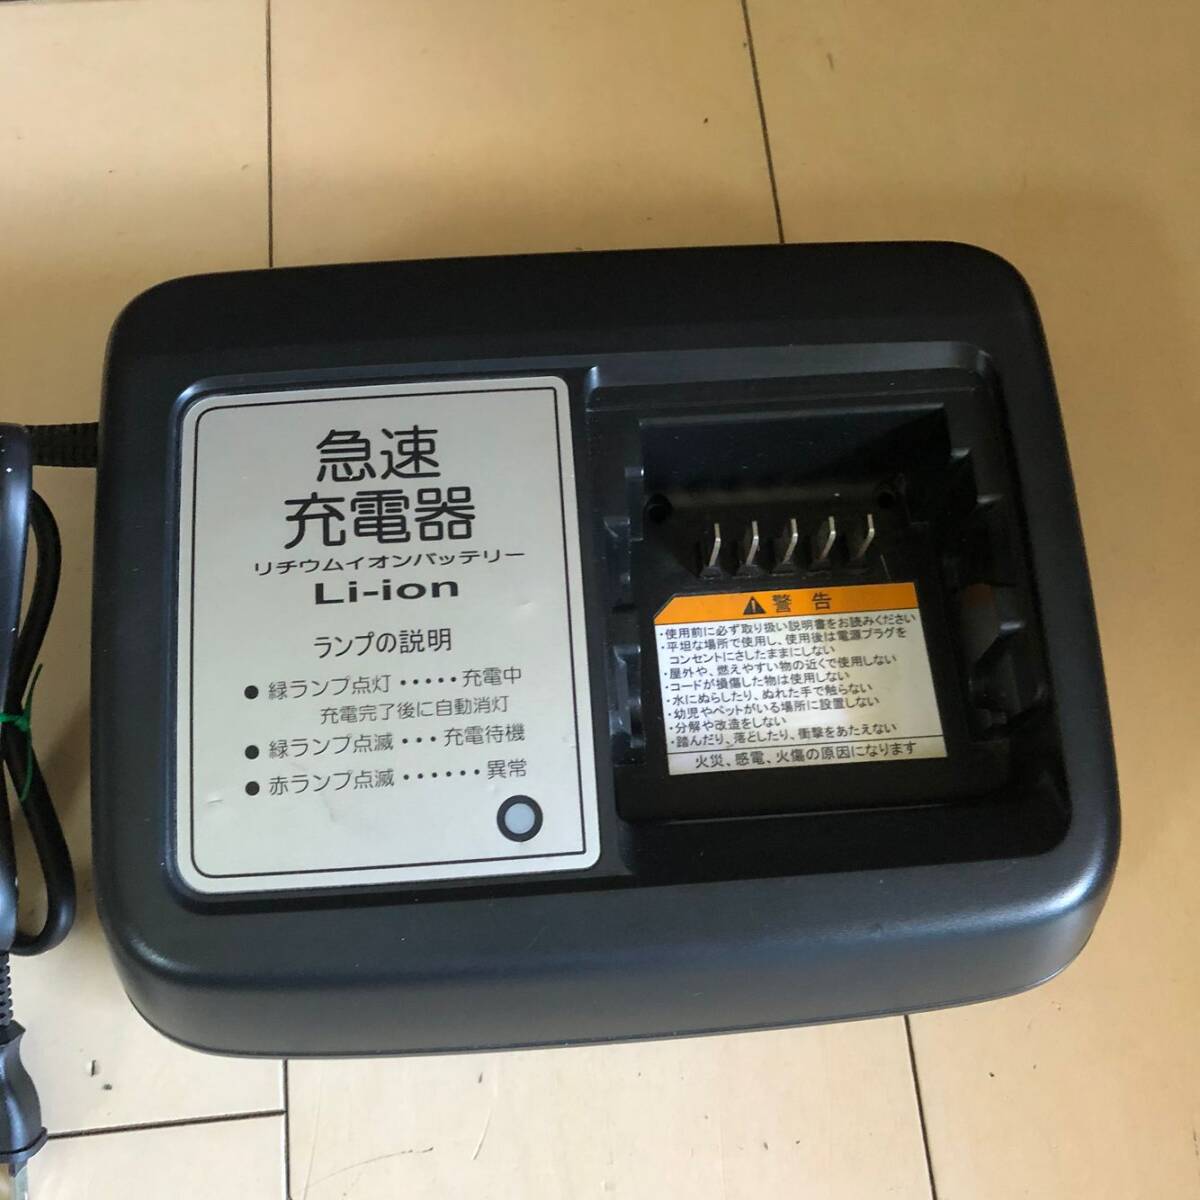 急速
充電器
リチウムイオンバッテリー
Li-ion
ランプの説明
● 緑ランプ点灯・・・・・充電中
充電完了後に自動消灯
● 緑ランプ点滅・・・充電待機
● 赤ランプ点滅・・・・・・異常
警告
・使用前に必ず取り扱い説明書をお読みください
・平坦な場所で使用し、使用後は電源プラグを
コンセントにさしたままにしない
・屋外や、燃えやすい物の近くで使用しない
・コードが損傷した物は使用しない
・水にぬらしたり、ぬれた手で触らない
・幼児やペットがいる場所に設置しない
・分解や改造をしない
・踏んだり、落としたり、衝撃をあたえない
火災、感電、火傷の原因になります